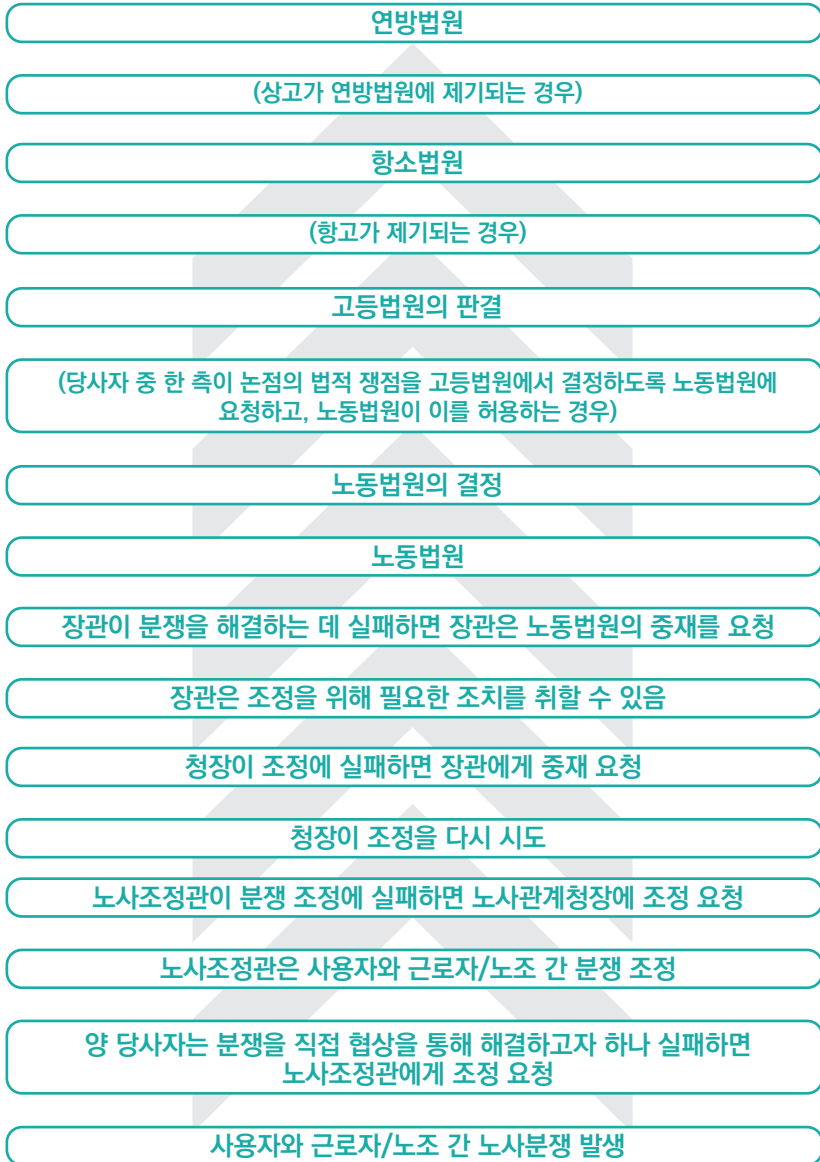 연방법원
(상고가 연방법원에 제기되는 경우)
항소법원
(항고가 제기되는 경우)
고등법원의 판결
(당사자 중 한 측이 논점의 법적 쟁점을 고등법원에서 결정하도록 노동법원에
요청하고, 노동법원이 이를 허용하는 경우)
노동법원의 결정
노동법원
장관이 분쟁을 해결하는 데 실패하면 장관은 노동법원의 중재를 요청
장관은 조정을 위해 필요한 조치를 취할 수 있음
청장이 조정에 실패하면 장관에게 중재 요청
청장이 조정을 다시 시도
노사조정관이 분쟁 조정에 실패하면 노사관계청장에 조정 요청
노사조정관은 사용자와 근로자/노조 간 분쟁 조정
양 당사자는 분쟁을 직접 협상을 통해 해결하고자 하나 실패하면
노사조정관에게 조정 요청
사용자와 근로자/노조 간 노사분쟁 발생